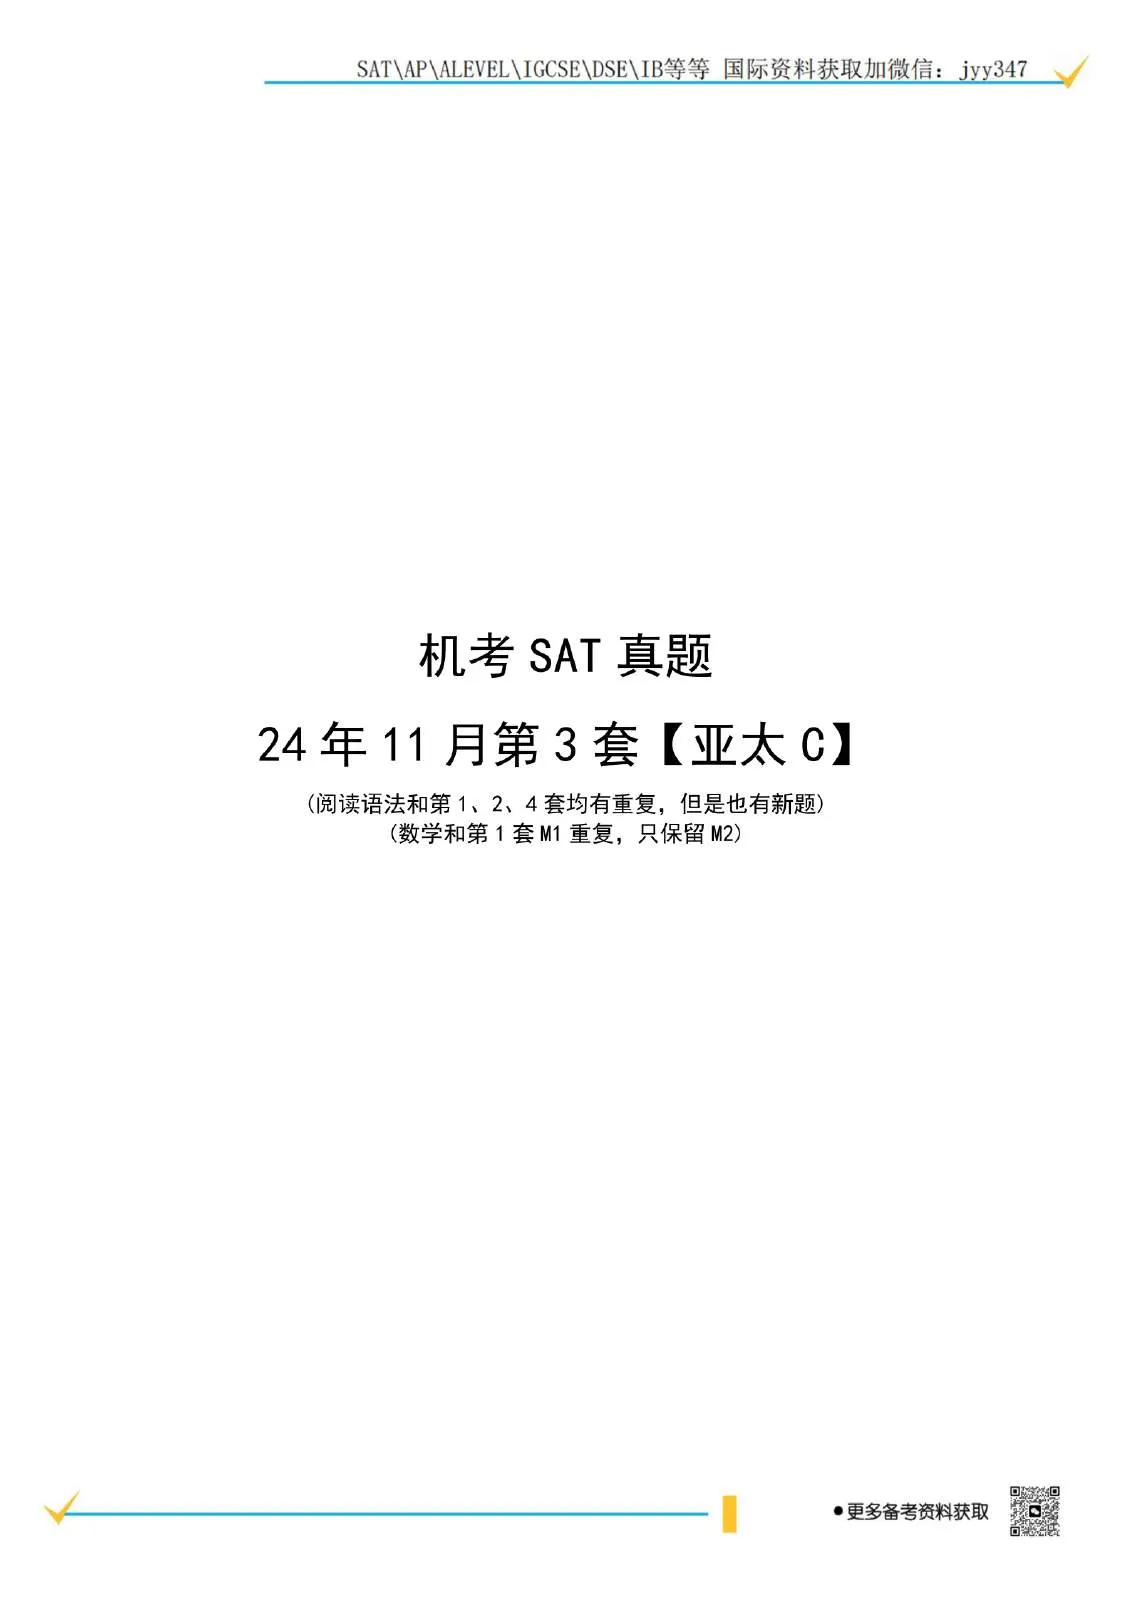 SAT\AP\ALEVEL\IGCSE\DSE\IB等等 国际资料获取加微信：jyy347
机考 SAT 真题
24 年 11 月第 3 套【亚太 C】
(阅读语法和第 1、2、4 套均有重复，但是也有新题)
(数学和第 1 套 M1 重复，只保留 M2)
●更多备考资料获取